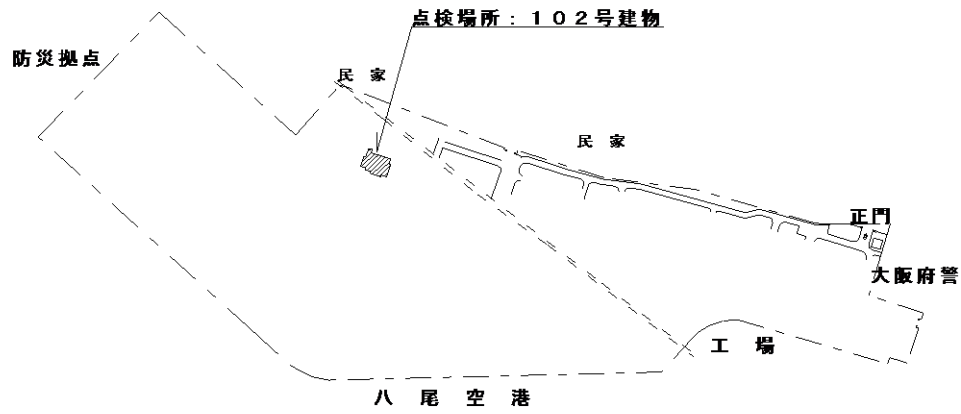 点検場所：１０２号建物
防災拠点
民　家
民　家
正門
大阪府警
工　場
八　尾　空　港